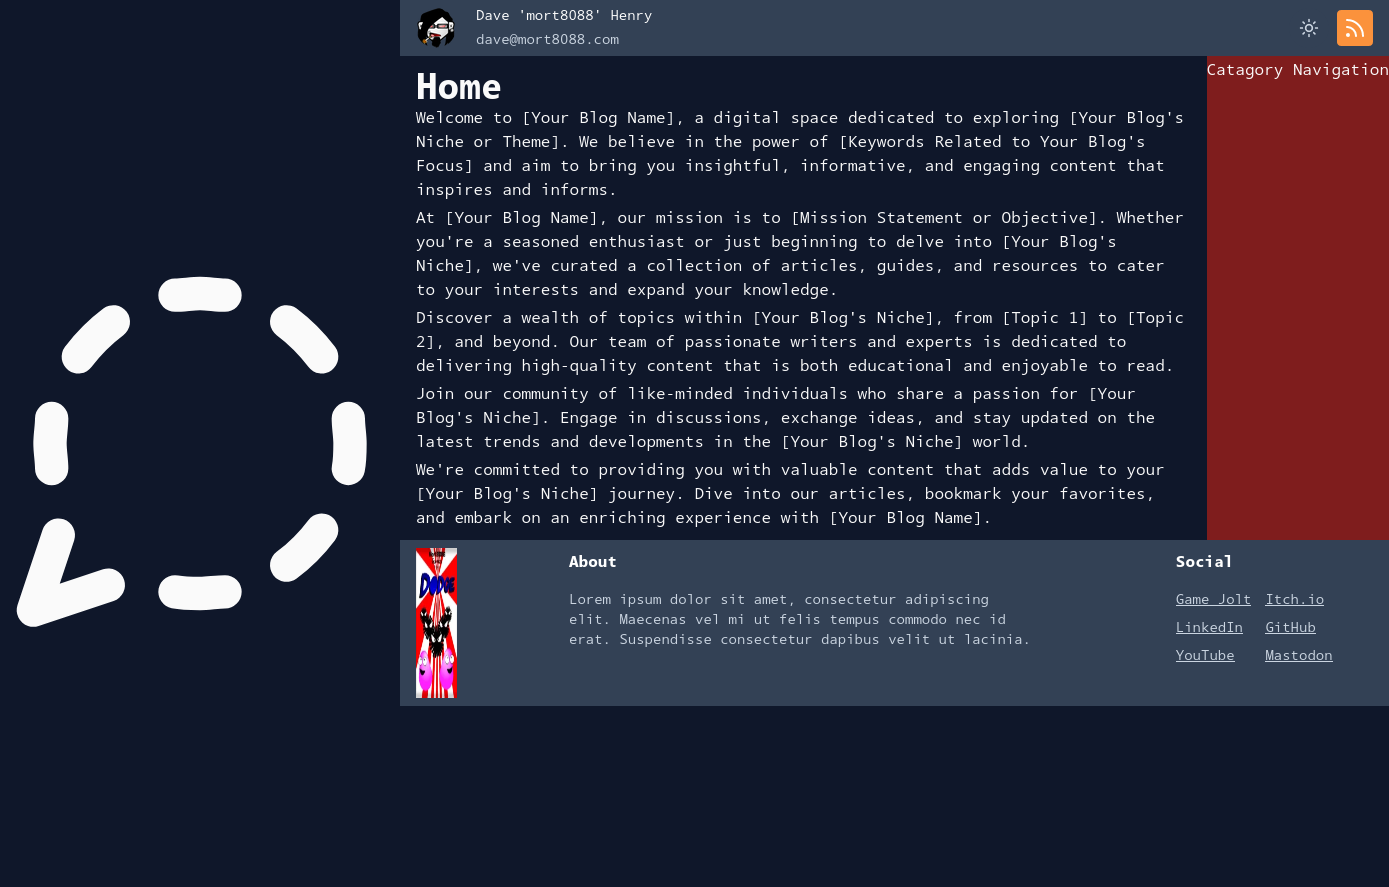 Dave 'mort8088' Henry
dave@mort8088.com
Catagory Navigation
Home
Welcome to [Your Blog Name], a digital space dedicated to exploring [Your Blog's
Niche or Theme]. We believe in the power of [Keywords Related to Your Blog's
Focus] and aim to bring you insightful, informative, and engaging content that
inspires and informs.
At [Your Blog Name], our mission is to [Mission Statement or Objective]. Whether
you're a seasoned enthusiast or just beginning to delve into [Your Blog's
Niche], we've curated a collection of articles, guides, and resources to cater
to your interests and expand your knowledge.
Discover a wealth of topics within [Your Blog's Niche], from [Topic 1] to [Topic
2], and beyond. Our team of passionate writers and experts is dedicated to
delivering high-quality content that is both educational and enjoyable to read.
Join our community of like-minded individuals who share a passion for [Your
Blog's Niche]. Engage in discussions, exchange ideas, and stay updated on the
latest trends and developments in the [Your Blog's Niche] world.
We're committed to providing you with valuable content that adds value to your
[Your Blog's Niche] journey. Dive into our articles, bookmark your favorites,
and embark on an enriching experience with [Your Blog Name].
About
Lorem ipsum dolor sit amet, consectetur adipiscing
elit. Maecenas vel mi ut felis tempus commodo nec id
erat. Suspendisse consectetur dapibus velit ut lacinia.
Social
Game Jolt Itch.io
LinkedIn GitHub
YouTube Mastodon